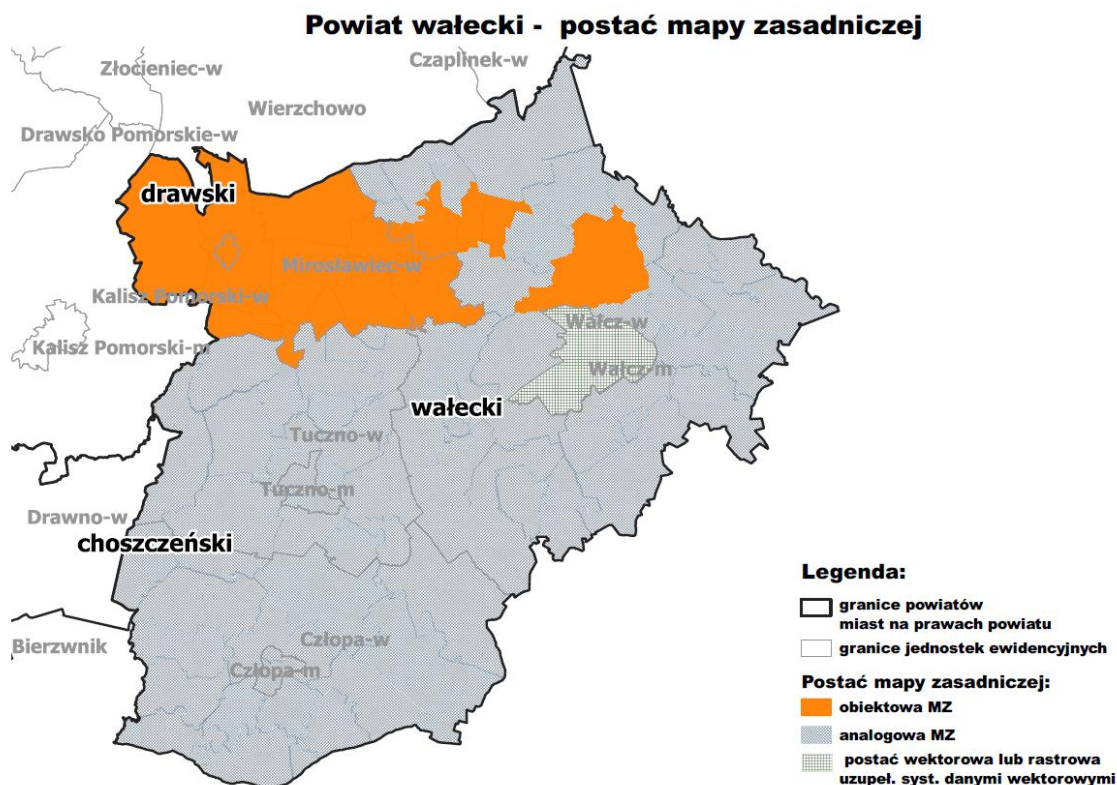 Powiat wałecki - postać mapy zasadniczej
Czaplinek-w
Złocieniec-w
Wierzchowo
Drawsko Pomorskie-w
drawski
Mirosławiec-w
Kalisz Pomorski-w
Kalisz Pomorski-m
Wałcz-w
Wałcz-m
wałecki
Tuczno-w
Tuczno-m
Drawno-w
choszczeński
Bierzwnik
Człopa-w
Człopa-m
Legenda:
granice powiatów
miast na prawach powiatu
granice jednostek ewidencyjnych
Postać mapy zasadniczej:
obiektowa MZ
analogowa MZ
postać wektorowa lub rastrowa
uzupeł. syst. danymi wektorowymi